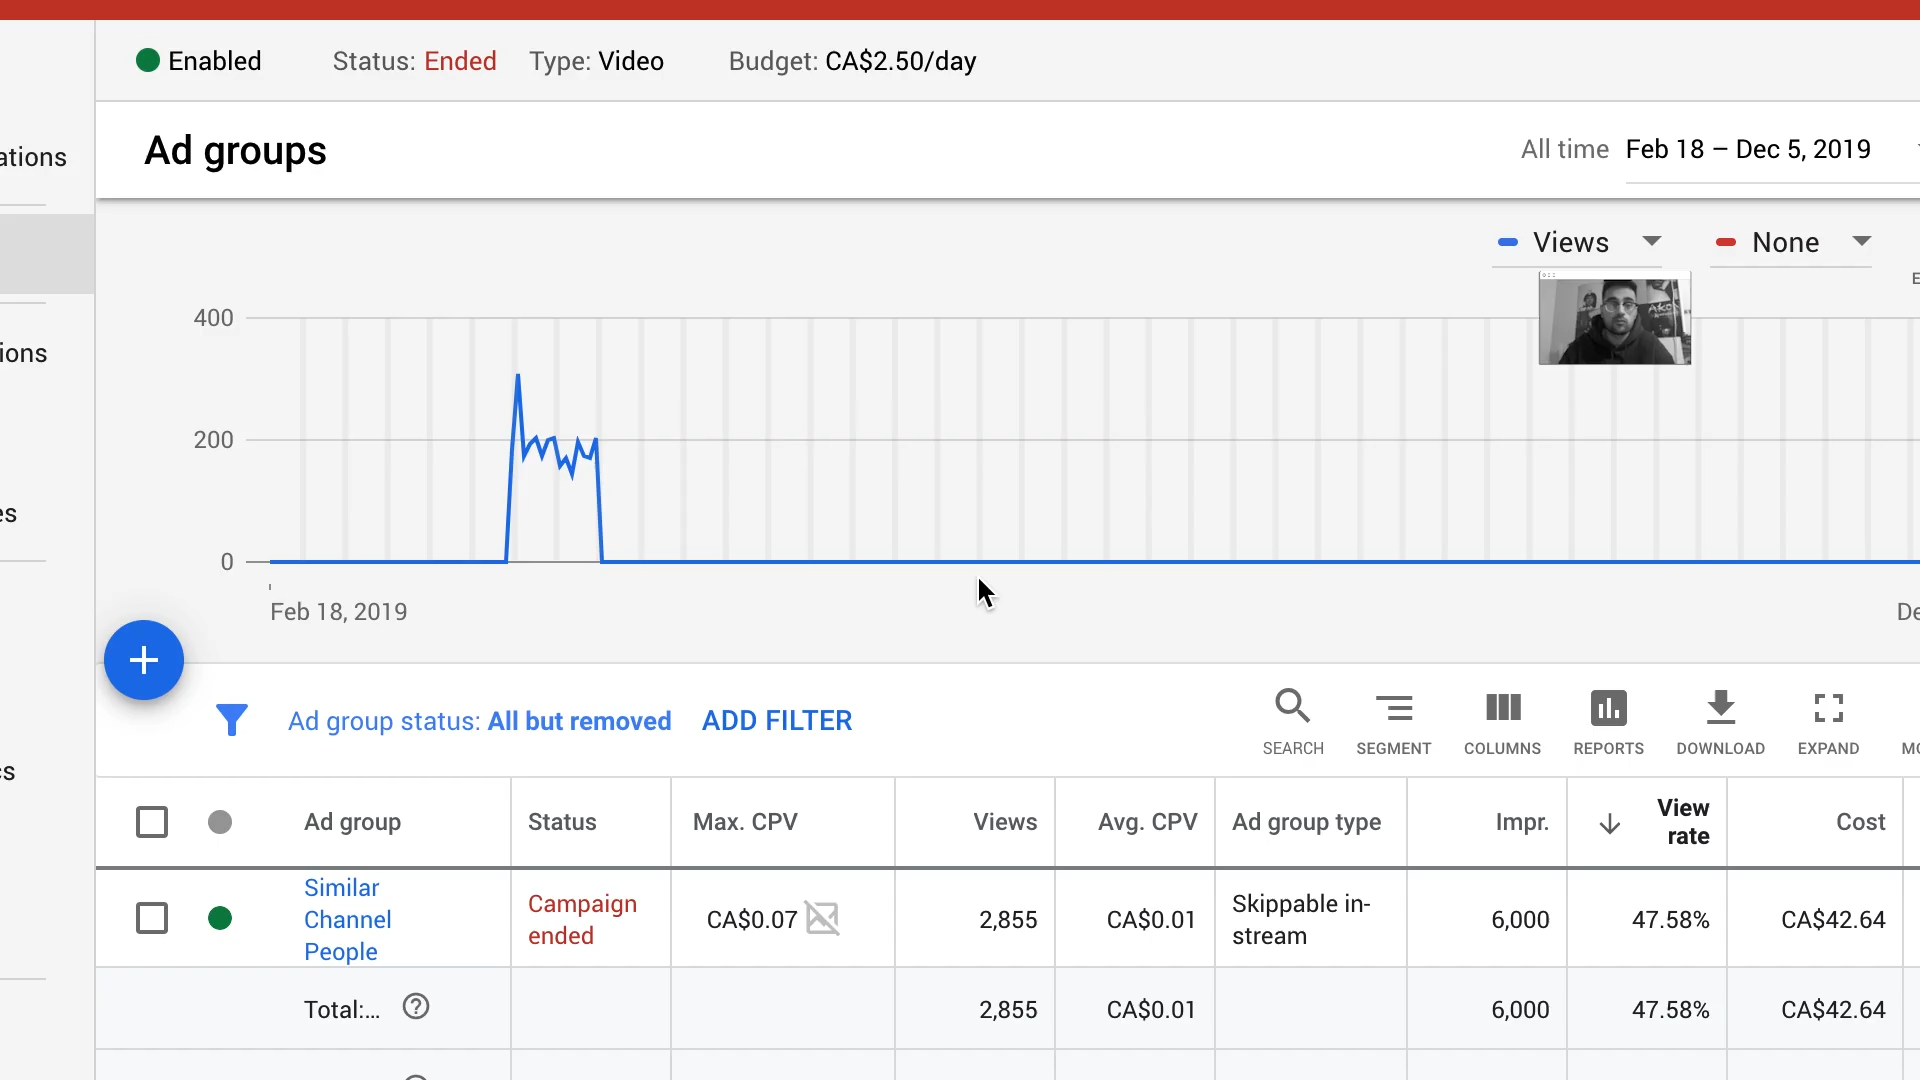 Enabled Status: Ended Type: Video Budget: CA$2.50/day
ations
Ad groups
All time Feb 18 – Dec 5, 2019
Views None
400
ions
200
es
0
Feb 18, 2019
De
Ad group status: All but removed ADD FILTER
SEARCH SEGMENT COLUMNS REPORTS DOWNLOAD EXPAND MO
cs
Ad group Status Max. CPV Views Avg. CPV Ad group type Impr. View rate Cost
Similar
Channel
People
Campaign
ended
CA$0.07 2,855 CA$0.01
Skippable in-
stream
6,000 47.58% CA$42.64
Total:... 2,855 CA$0.01 6,000 47.58% CA$42.64